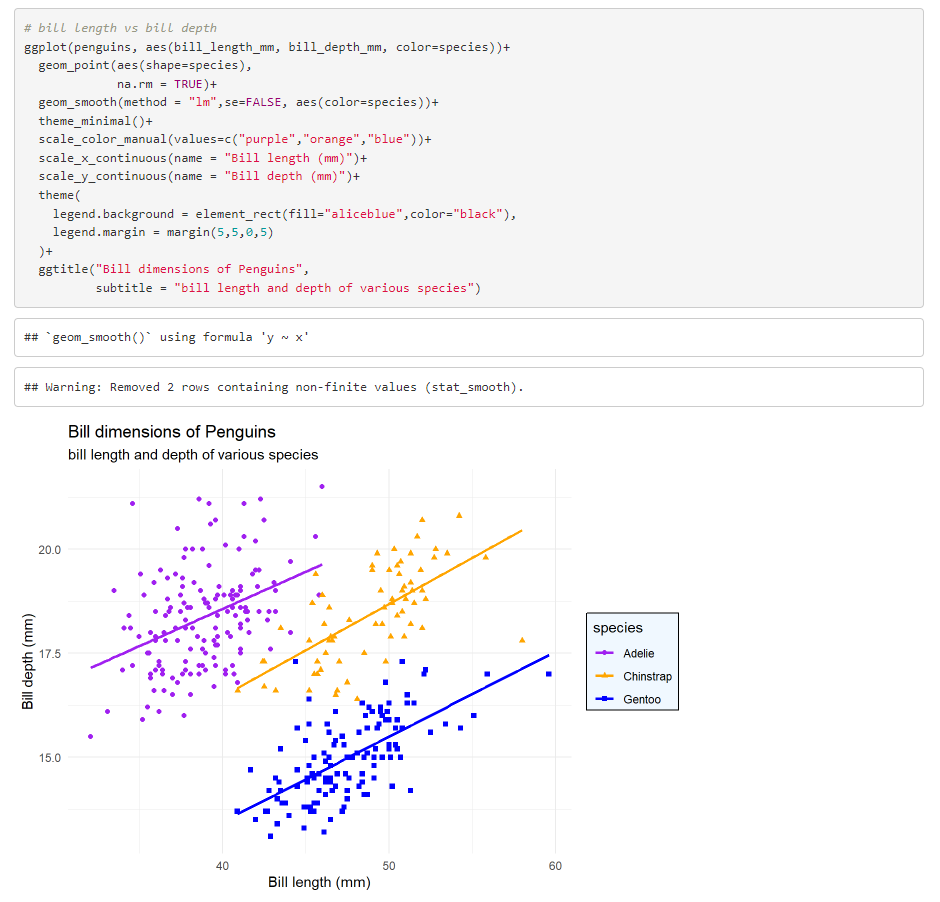 # bill length vs bill depth
ggplot(penguins, aes(bill_length_mm, bill_depth_mm, color=species))+
  geom_point(aes(shape=species),
             na.rm = TRUE)+
  geom_smooth(method = "lm",se=FALSE, aes(color=species))+
  theme_minimal()+
  scale_color_manual(values=c("purple","orange","blue"))+
  scale_x_continuous(name = "Bill length (mm)")+
  scale_y_continuous(name = "Bill depth (mm)")+
  theme(
    legend.background = element_rect(fill="aliceblue",color="black"),
    legend.margin = margin(5,5,0,5)
  )+
  ggtitle("Bill dimensions of Penguins",
          subtitle = "bill length and depth of various species")
## `geom_smooth()` using formula 'y ~ x'
## Warning: Removed 2 rows containing non-finite values (stat_smooth).
Bill dimensions of Penguins
bill length and depth of various species
20.0
17.5
15.0
Bill depth (mm)
40
50
60
Bill length (mm)
species
Adelie
Chinstrap
Gentoo